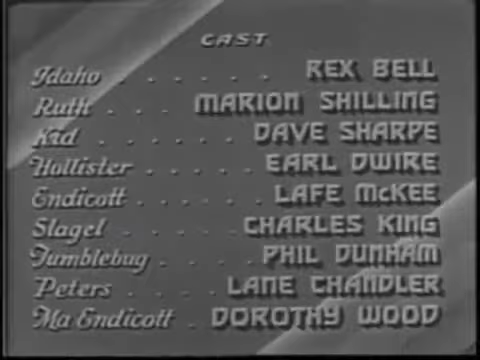 CAST
Idaho . . . . . . REX BELL
Ruth . . . MARION SHILLING
Kid . . . . . . DAVE SHARPE
Hollister . . . . . EARL DWIRE
Endicott . . . . . . LAFE McKEE
Slagel . . . . . CHARLES KING
Tumblebug . . . . PHIL DUNHAM
Peters . . . . LANE CHANDLER
Ma Endicott . DOROTHY WOOD